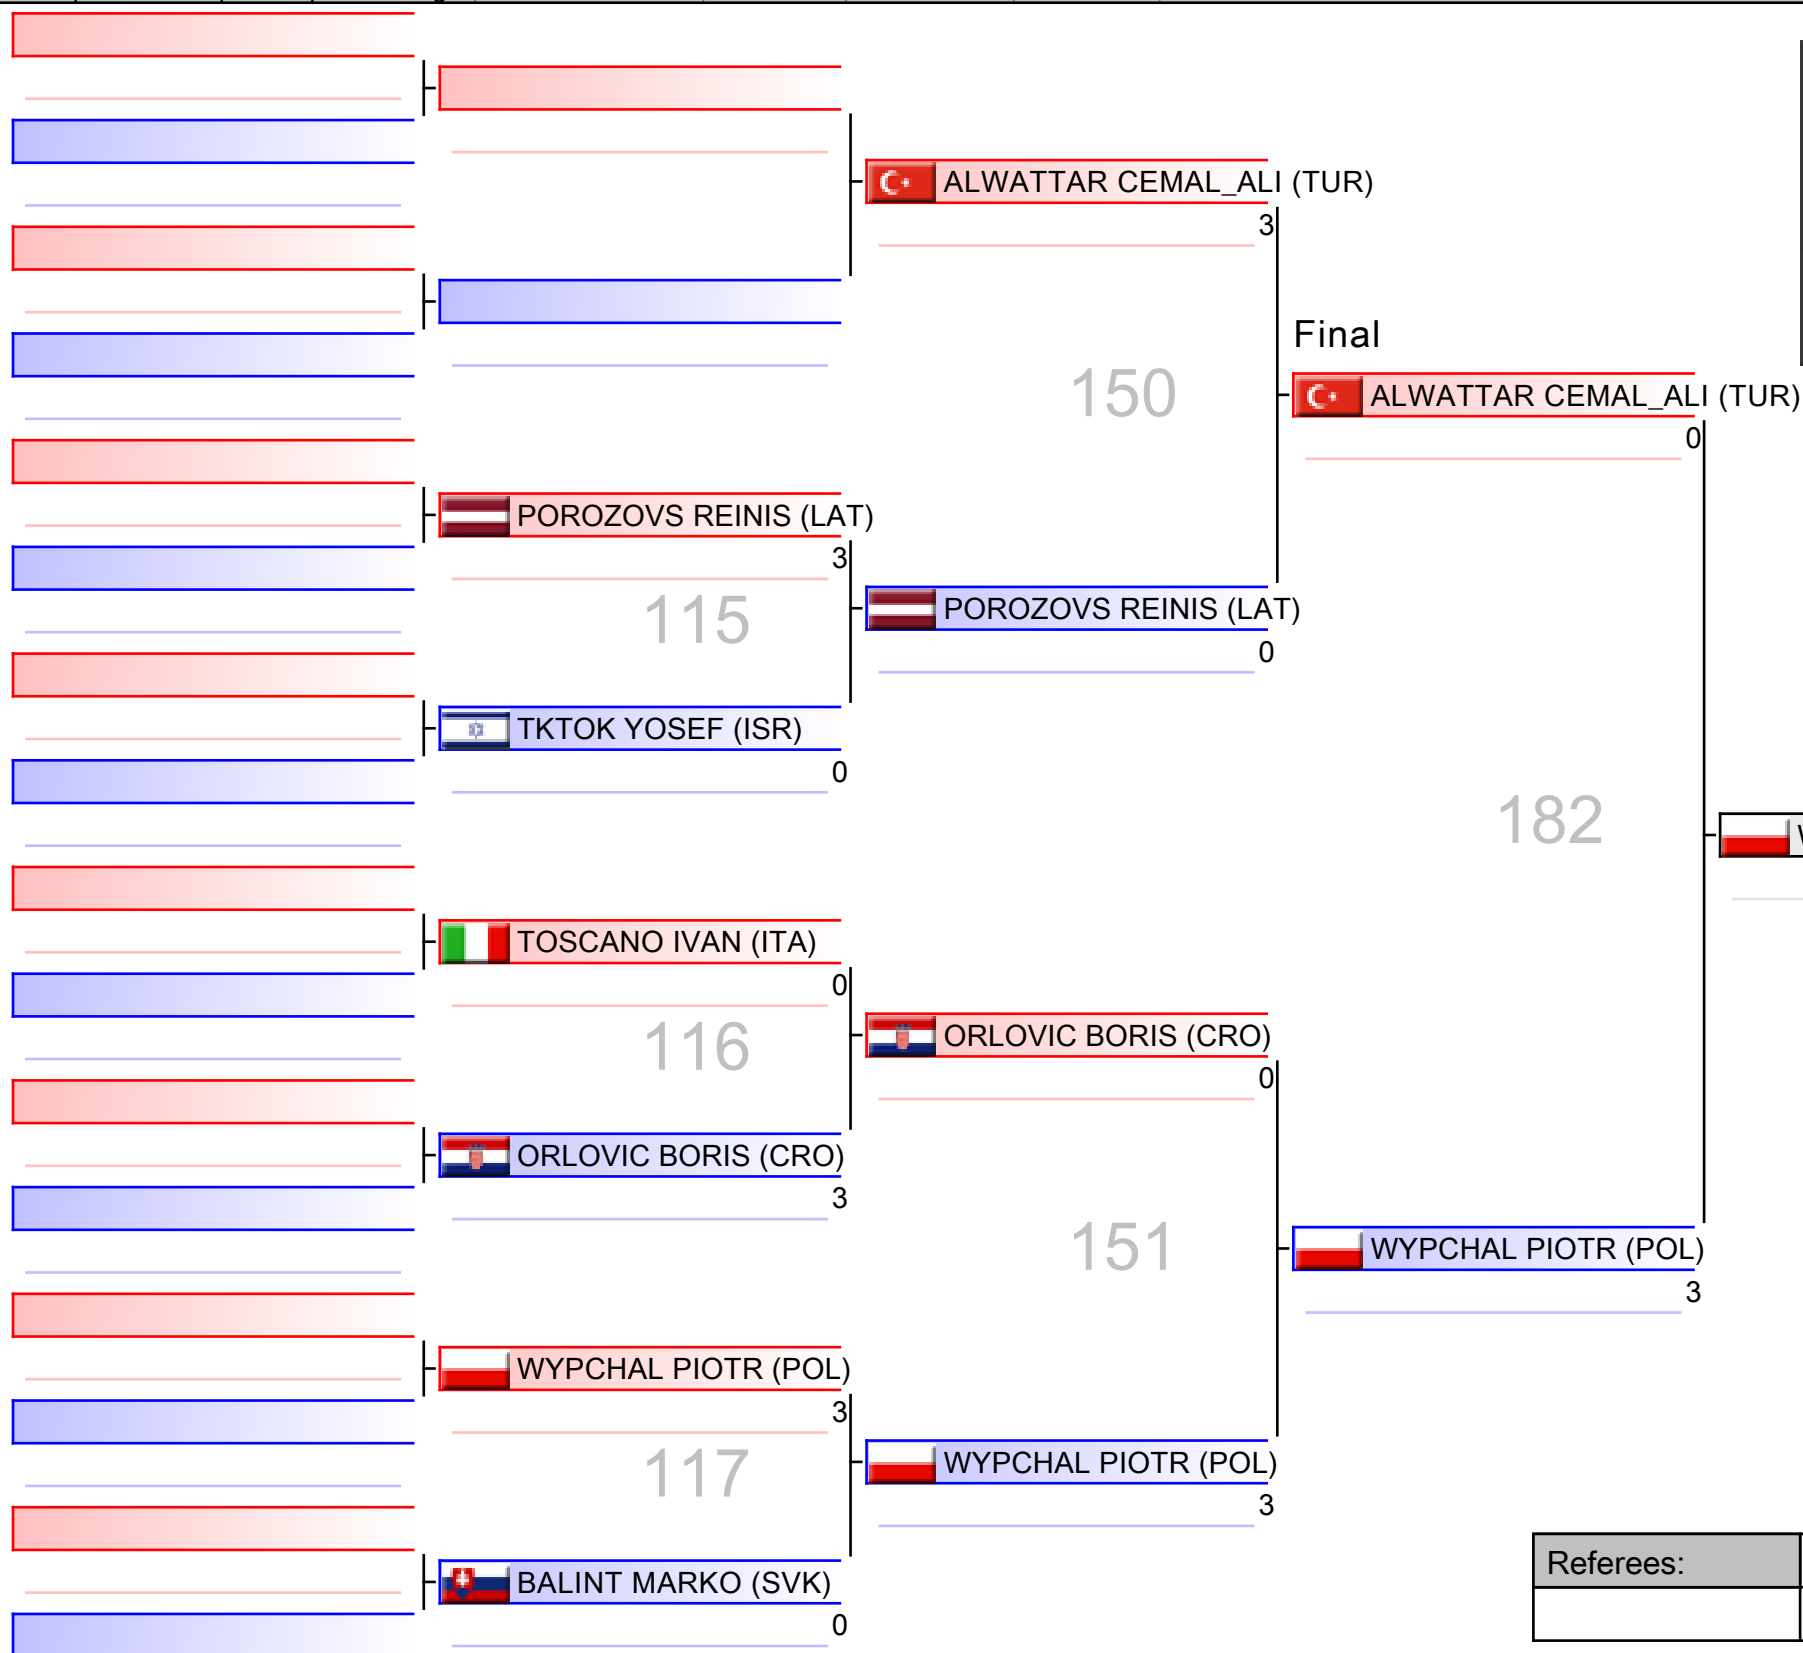 ALWATTAR CEMAL_ALI (TUR)
3
Final
150
ALWATTAR CEMAL_ALI (TUR)
0
POROZOVS REINIS (LAT)
3
115
POROZOVS REINIS (LAT)
0
TKTOK YOSEF (ISR)
0
182
TOSCANO IVAN (ITA)
0
116
ORLOVIC BORIS (CRO)
0
ORLOVIC BORIS (CRO)
3
151
WYPCHAL PIOTR (POL)
3
WYPCHAL PIOTR (POL)
3
117
WYPCHAL PIOTR (POL)
3
Referees:
BALINT MARKO (SVK)
0